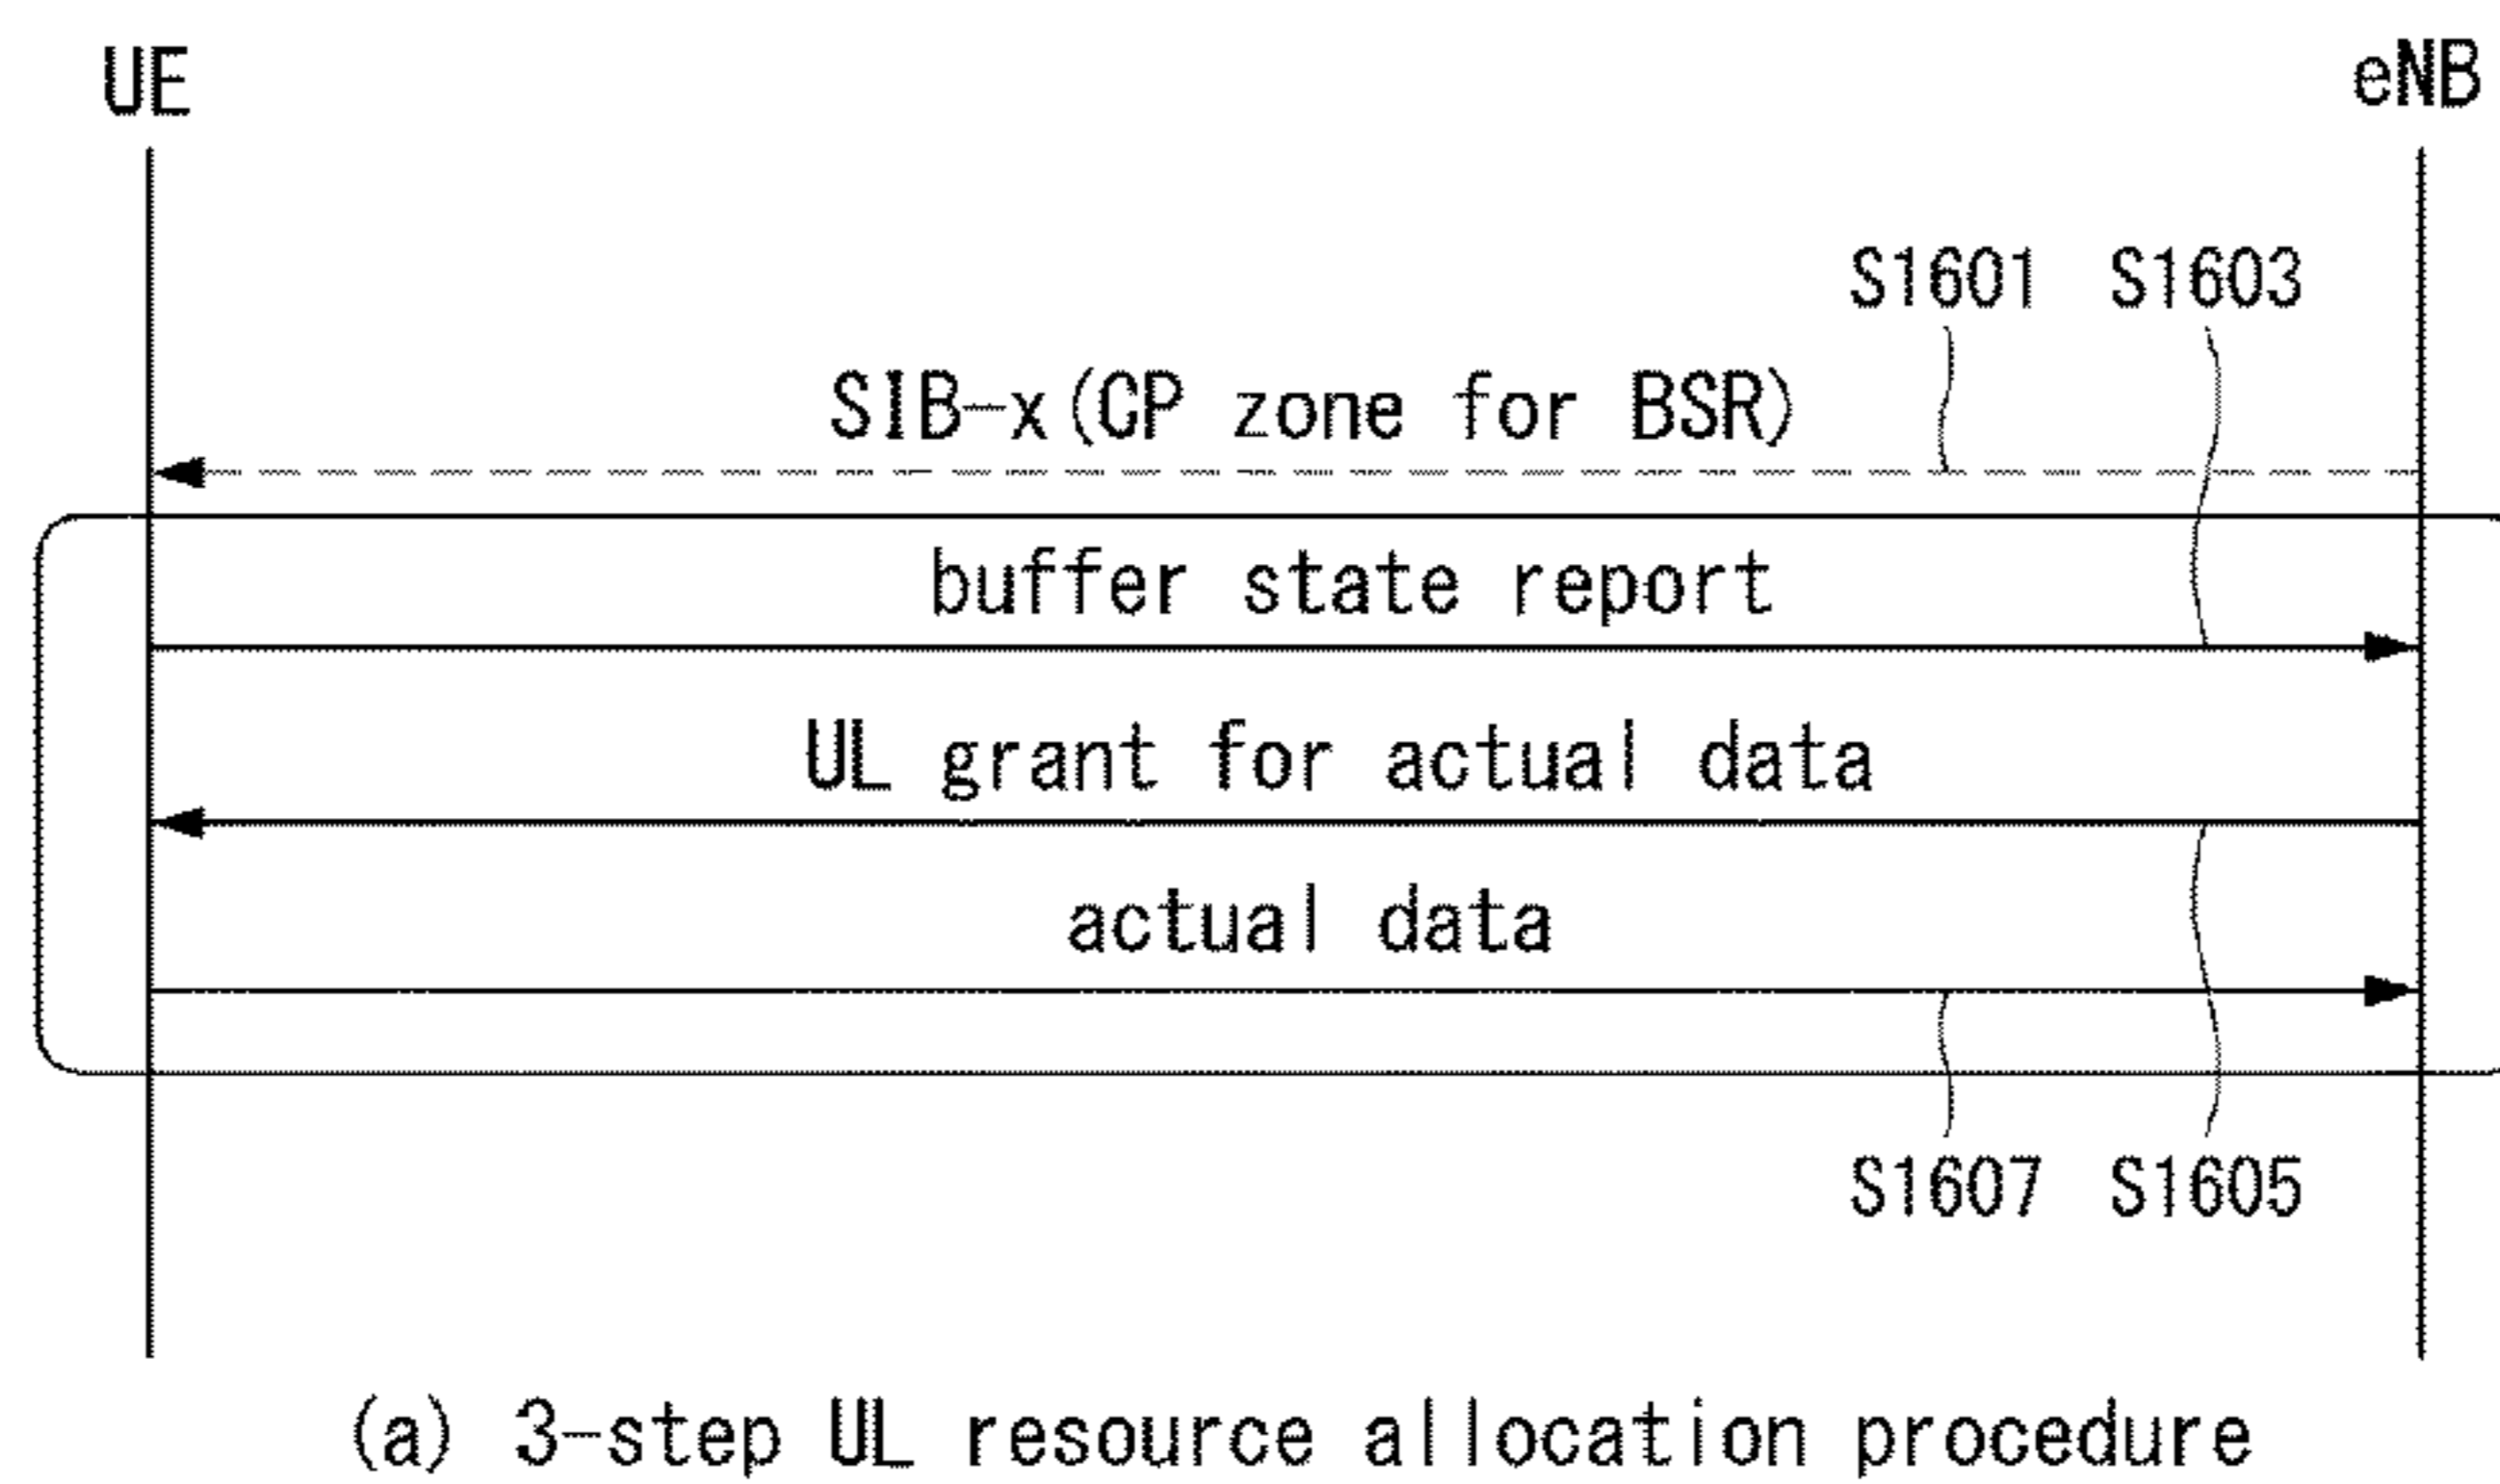 UE eNB
S1601 S1603
SIB-x(CP zone for BSR)
buffer state report
UL grant for actual data
actual data
S1607 S1605
(a) 3-step UL resource allocation procedure